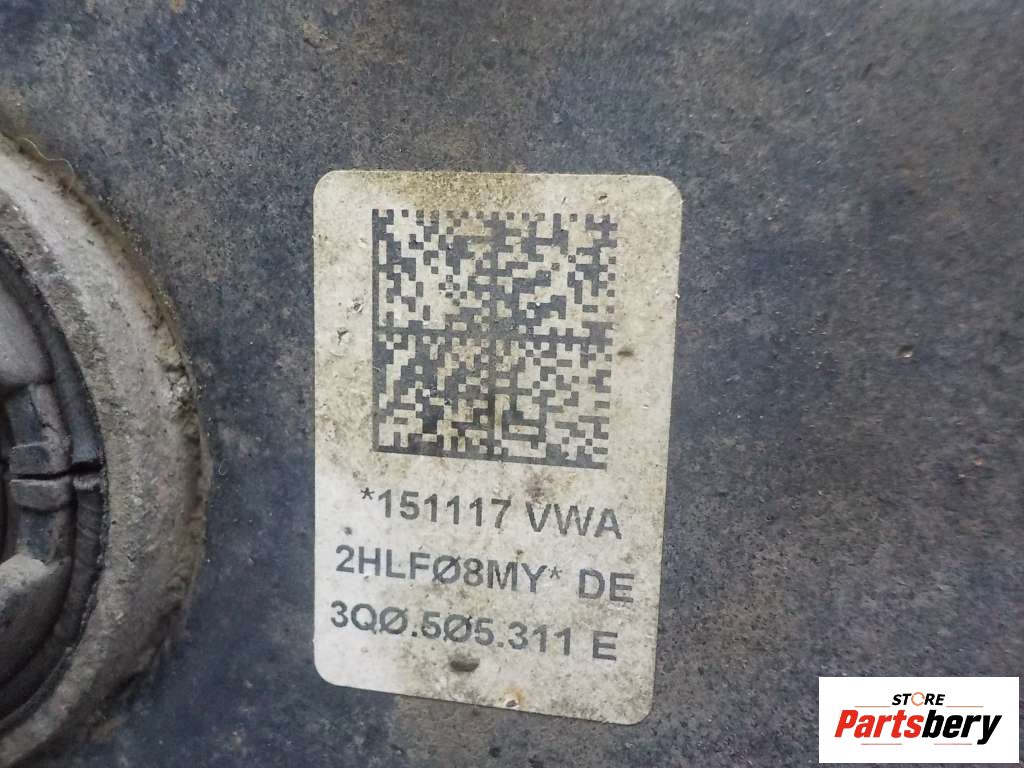 *151117 VWA
2HLFØ8MY* DE
3QØ.5Ø5.311 E
STORE
Partsbery